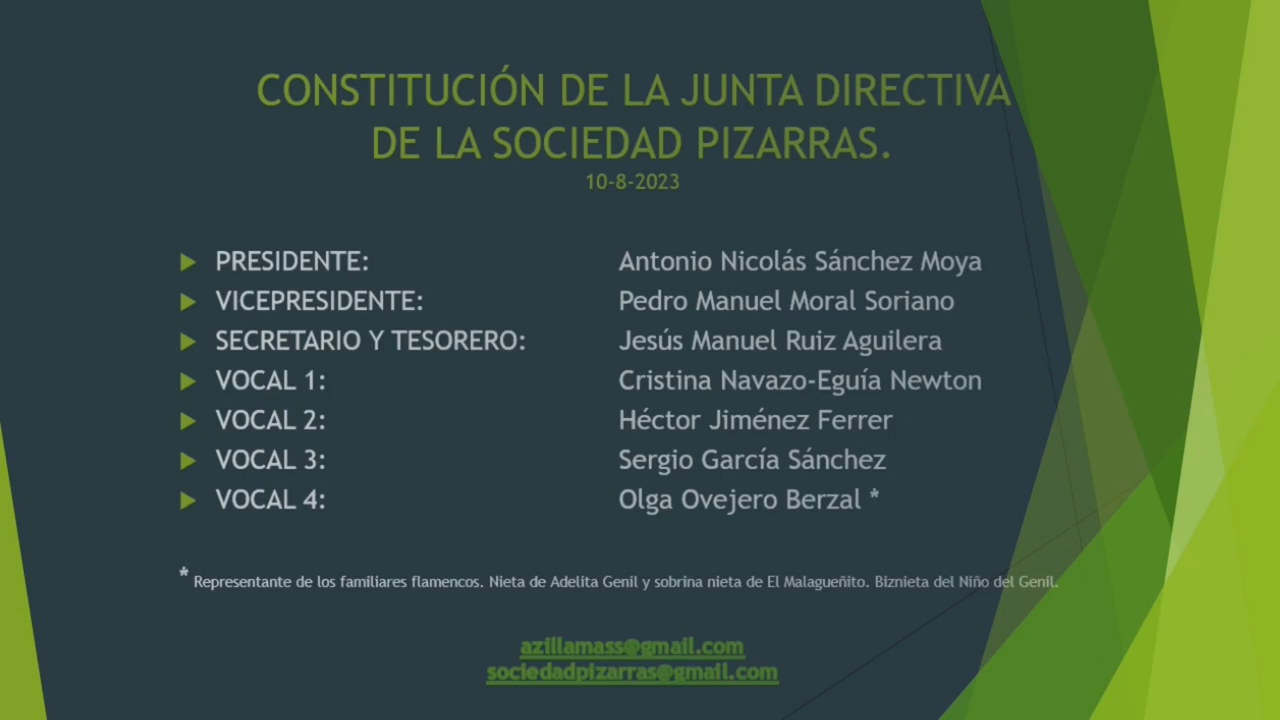 CONSTITUCIÓN DE LA JUNTA DIRECTIVA
DE LA SOCIEDAD PIZARRAS.
10-8-2023
PRESIDENTE: Antonio Nicolás Sánchez Moya
VICEPRESIDENTE: Pedro Manuel Moral Soriano
SECRETARIO Y TESORERO: Jesús Manuel Ruiz Aguilera
VOCAL 1: Cristina Navazo-Eguía Newton
VOCAL 2: Héctor Jiménez Ferrer
VOCAL 3: Sergio García Sánchez
VOCAL 4: Olga Ovejero Berzal *
* Representante de los familiares flamencos. Nieta de Adelita Genil y sobrina nieta de El Malagueñito. Biznieta del Niño del Genil.
azillamass@gmail.com
sociedadpizarras@gmail.com